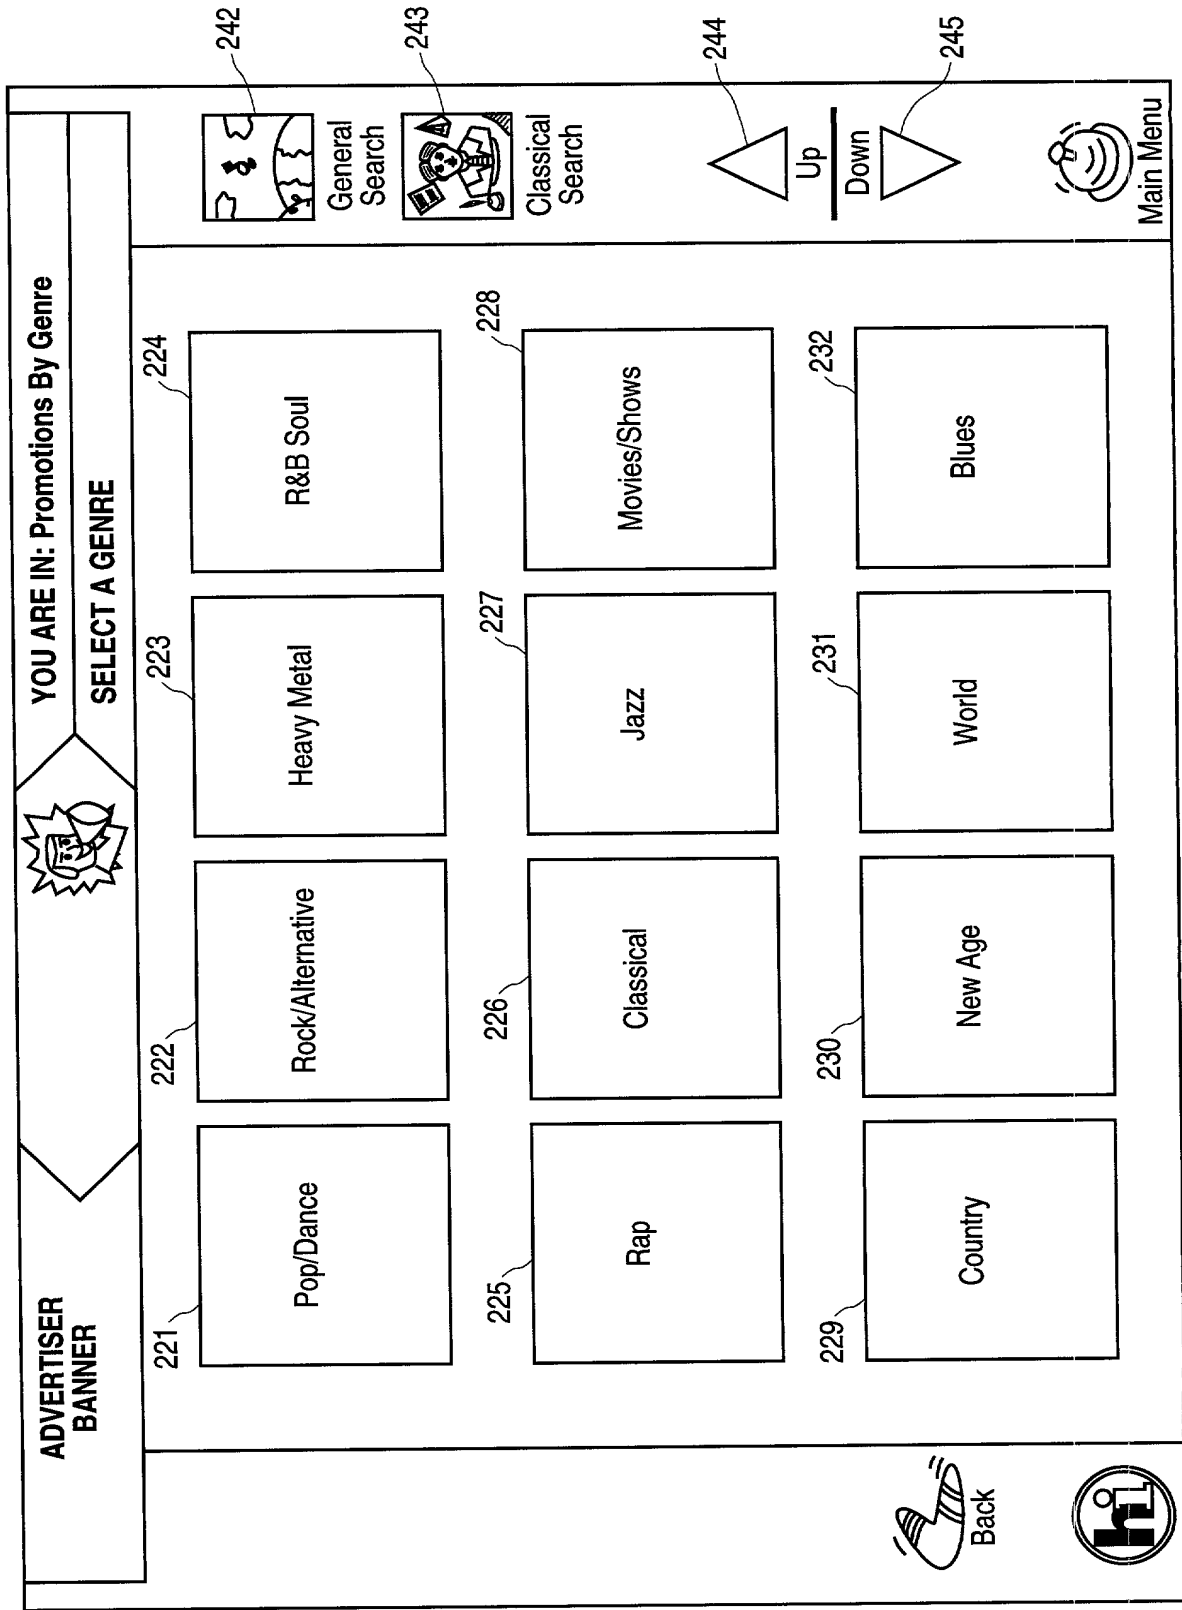 ADVERTISER
BANNER
YOU ARE IN: Promotions By Genre
SELECT A GENRE
221
222
223
224
Pop/Dance
Rock/Alternative
Heavy Metal
R&B Soul
225
226
227
228
Rap
Classical
Jazz
Movies/Shows
229
230
231
232
Country
New Age
World
Blues
242
General
Search
243
Classical
Search
244
Up
Down
245
Main Menu
Back
hi